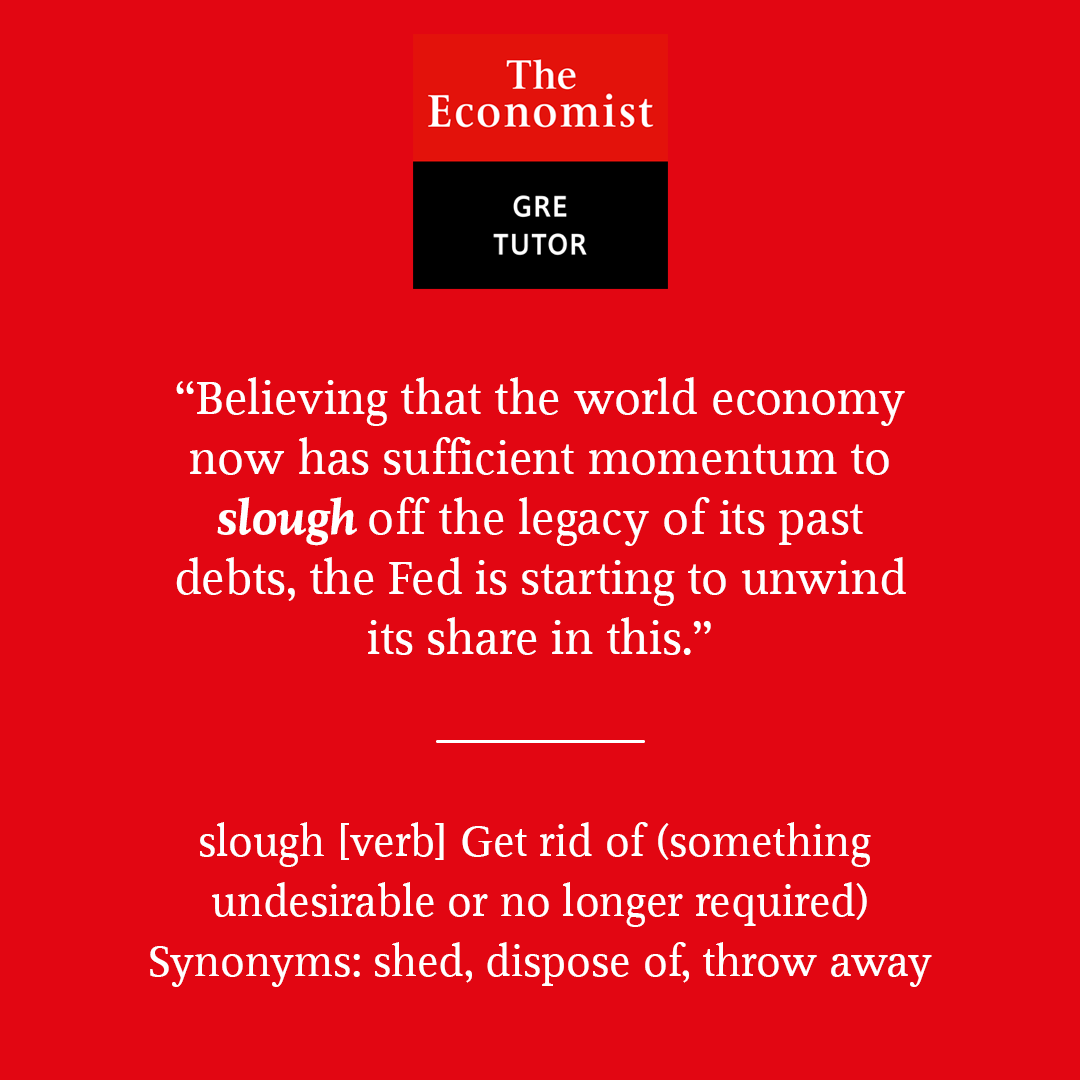 The
Economist
GRE
TUTOR
“Believing that the world economy
now has sufficient momentum to
slough off the legacy of its past
debts, the Fed is starting to unwind
its share in this.”
slough [verb] Get rid of (something
undesirable or no longer required)
Synonyms: shed, dispose of, throw away